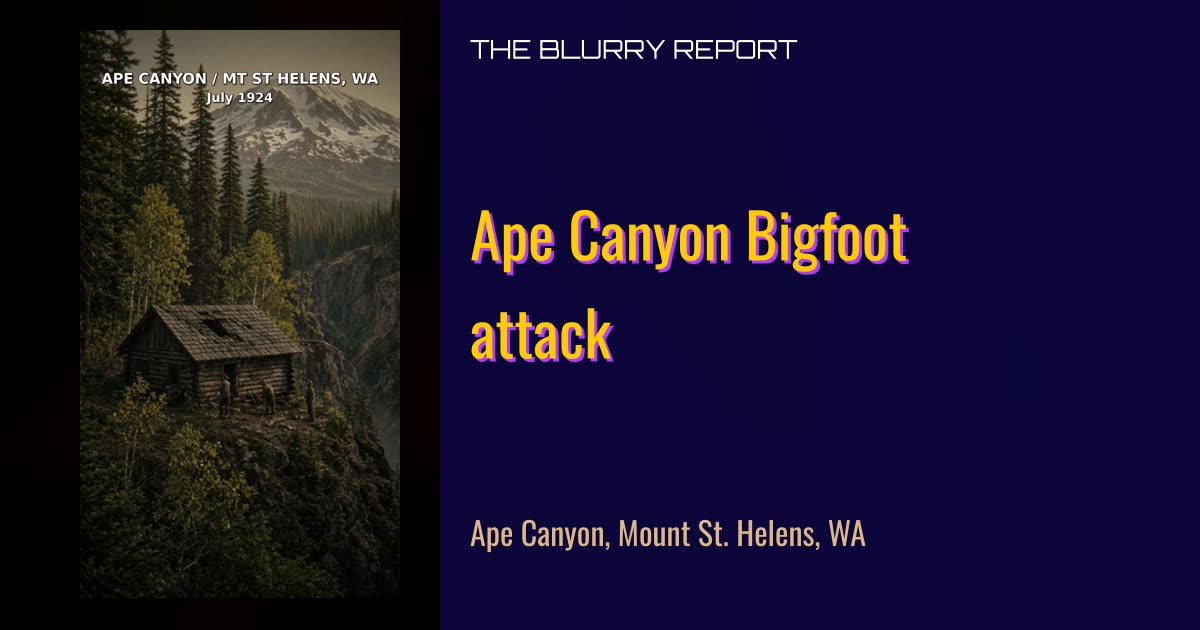 APE CANYON / MT ST HELENS, WA
July 1924
THE BLURRY REPORT
Ape Canyon Bigfoot
attack
Ape Canyon, Mount St. Helens, WA